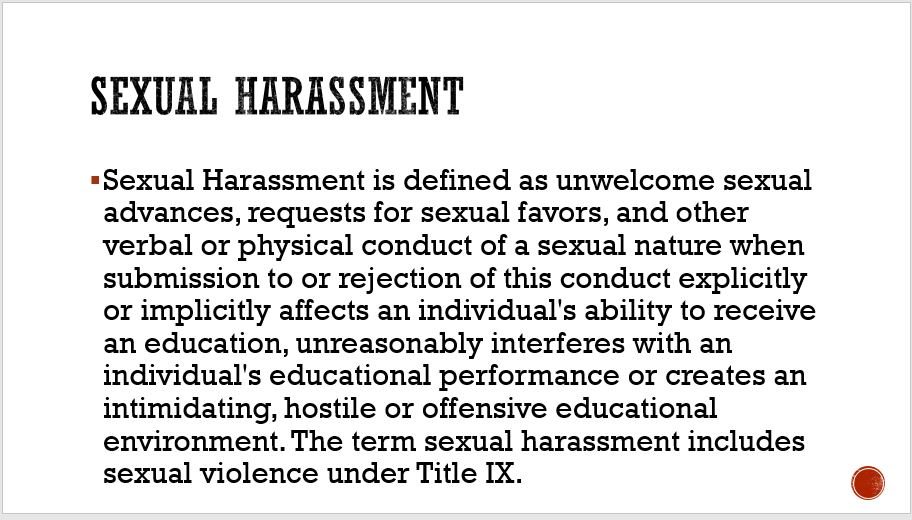 SEXUAL HARASSMENT
▪Sexual Harassment is defined as unwelcome sexual
advances, requests for sexual favors, and other
verbal or physical conduct of a sexual nature when
submission to or rejection of this conduct explicitly
or implicitly affects an individual's ability to receive
an education, unreasonably interferes with an
individual's educational performance or creates an
intimidating, hostile or offensive educational
environment. The term sexual harassment includes
sexual violence under Title IX.